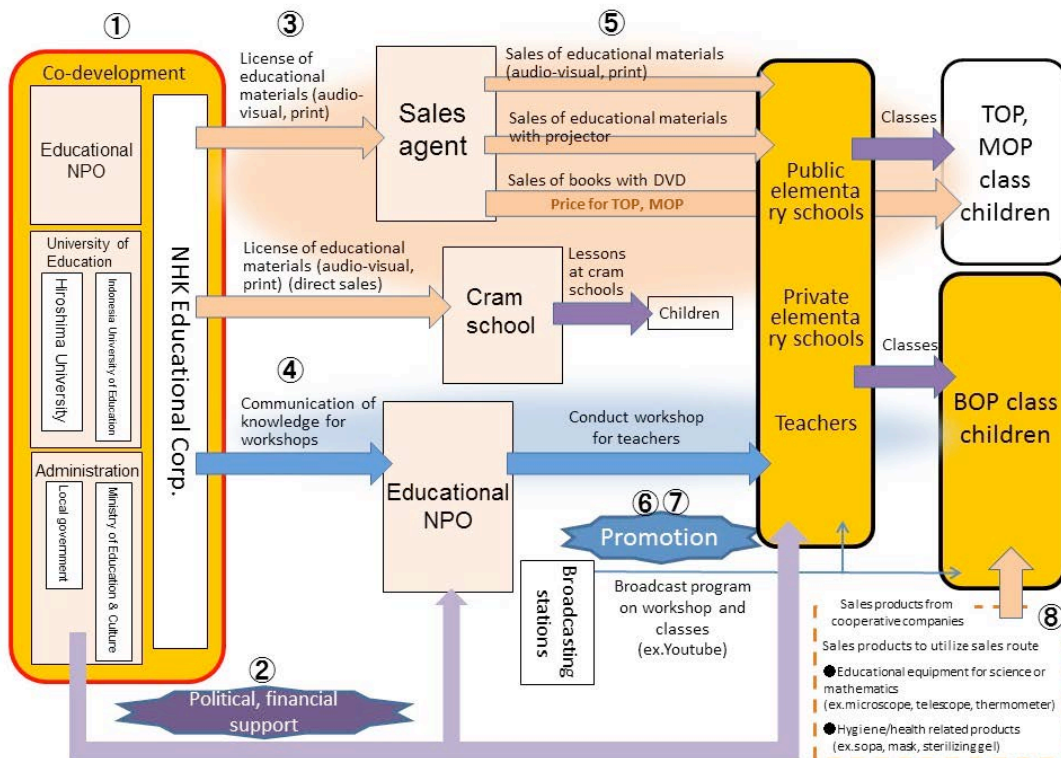 ①
Co-development
Educational
NPO
University of
Education
Hiroshima University
Indonesia University of Education
Administration
Local government
Ministry of Education & Culture
NHK Educational Corp.
③
License of
educational
materials (audio-
visual, print)
Sales
agent
⑤
Sales of educational materials
(audio-visual, print)
Sales of educational materials
with projector
Sales of books with DVD
Price for TOP, MOP
License of educational
materials (audio-visual,
print) (direct sales)
Cram
school
Lessons
at cram
schools
Children
④
Communication of
knowledge for
workshops
Educational
NPO
Conduct workshop
for teachers
Public
elementa
ry schools
Private
elementa
ry schools
Teachers
Classes
TOP,
MOP
class
children
Classes
BOP class
children
⑥⑦
Promotion
Broadcasting
stations
Broadcast program
on workshop and
classes
(ex.Youtube)
②
Political, financial
support
⑧
Sales products from
cooperative companies
Sales products to utilize sales route
●Educational equipment for science or
mathematics
(ex.microscope, telescope, thermometer)
●Hygiene/health related products
(ex.sopa, mask, sterilizing gel)